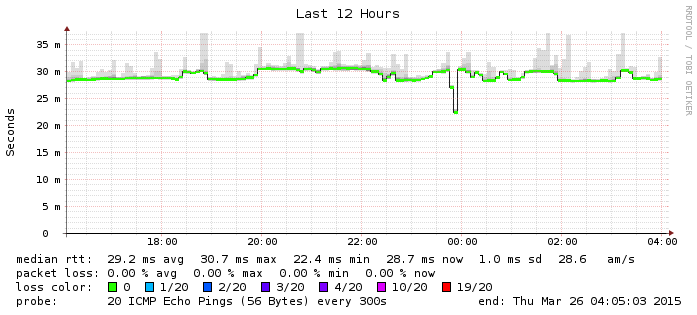 Last 12 Hours
RRDTOOL / TOBI OETIKER
Seconds
35 m
30 m
25 m
20 m
15 m
10 m
5 m
0
18:00 20:00 22:00 00:00 02:00 04:00
median rtt: 29.2 ms avg 30.7 ms max 22.4 ms min 28.7 ms now 1.0 ms sd 28.6 am/s
packet loss: 0.00 % avg 0.00 % max 0.00 % min 0.00 % now
loss color: 0 1/20 2/20 3/20 4/20 10/20 19/20
probe: 20 ICMP Echo Pings (56 Bytes) every 300s end: Thu Mar 26 04:05:03 2015